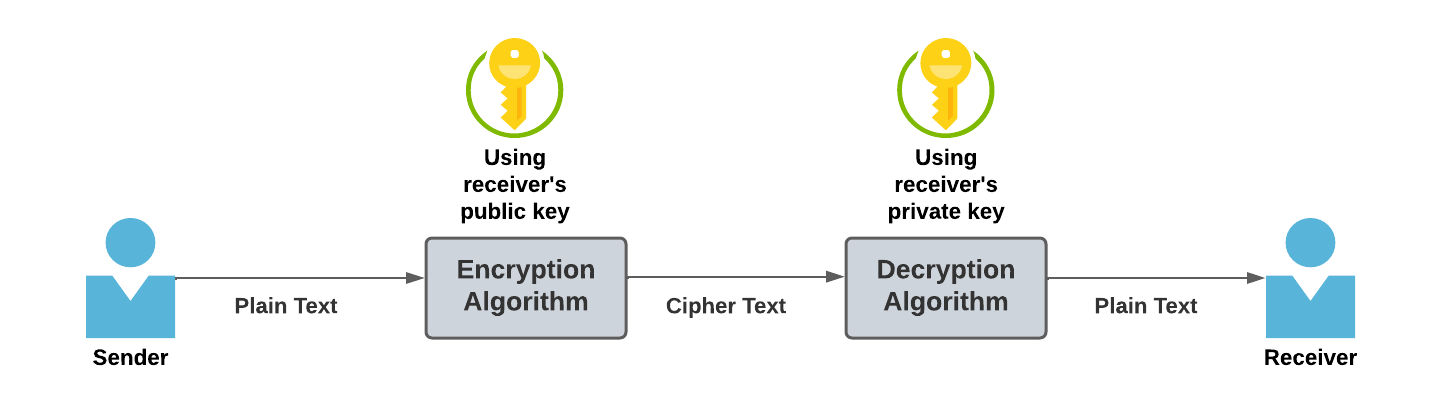 Using
receiver's
public key
Using
receiver's
private key
Encryption
Algorithm
Decryption
Algorithm
Plain Text
Cipher Text
Plain Text
Sender
Receiver